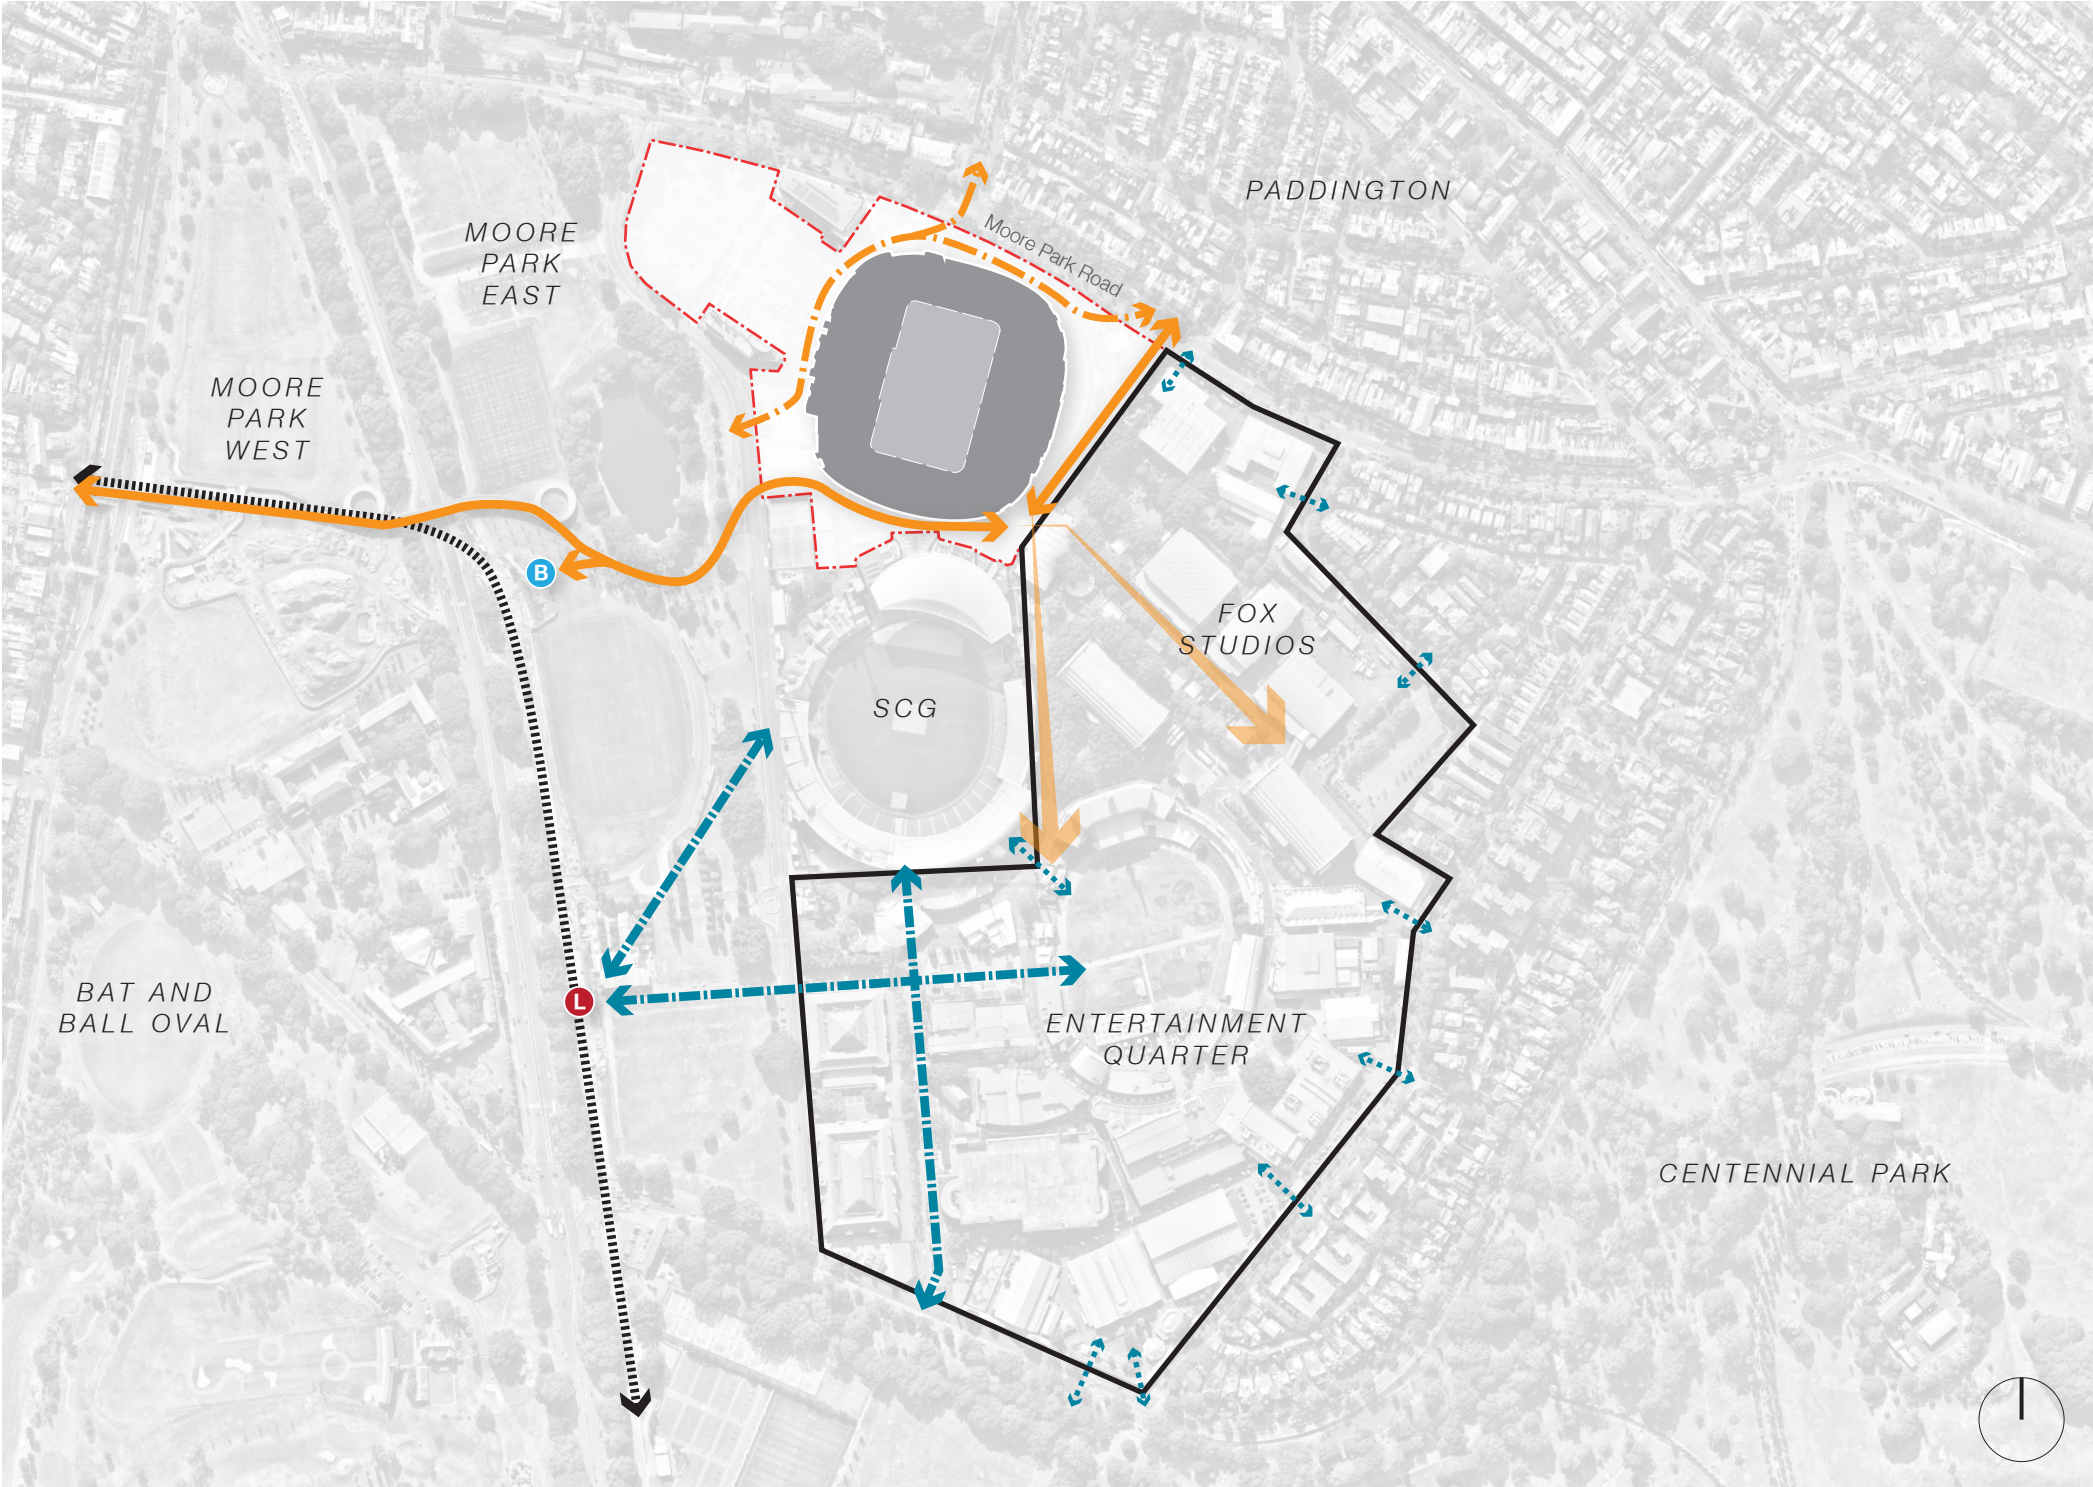 PADDINGTON
Moore Park Road
MOORE
PARK
EAST
MOORE
PARK
WEST
B
FOX
STUDIOS
SCG
L
BAT AND
BALL OVAL
ENTERTAINMENT
QUARTER
CENTENNIAL PARK